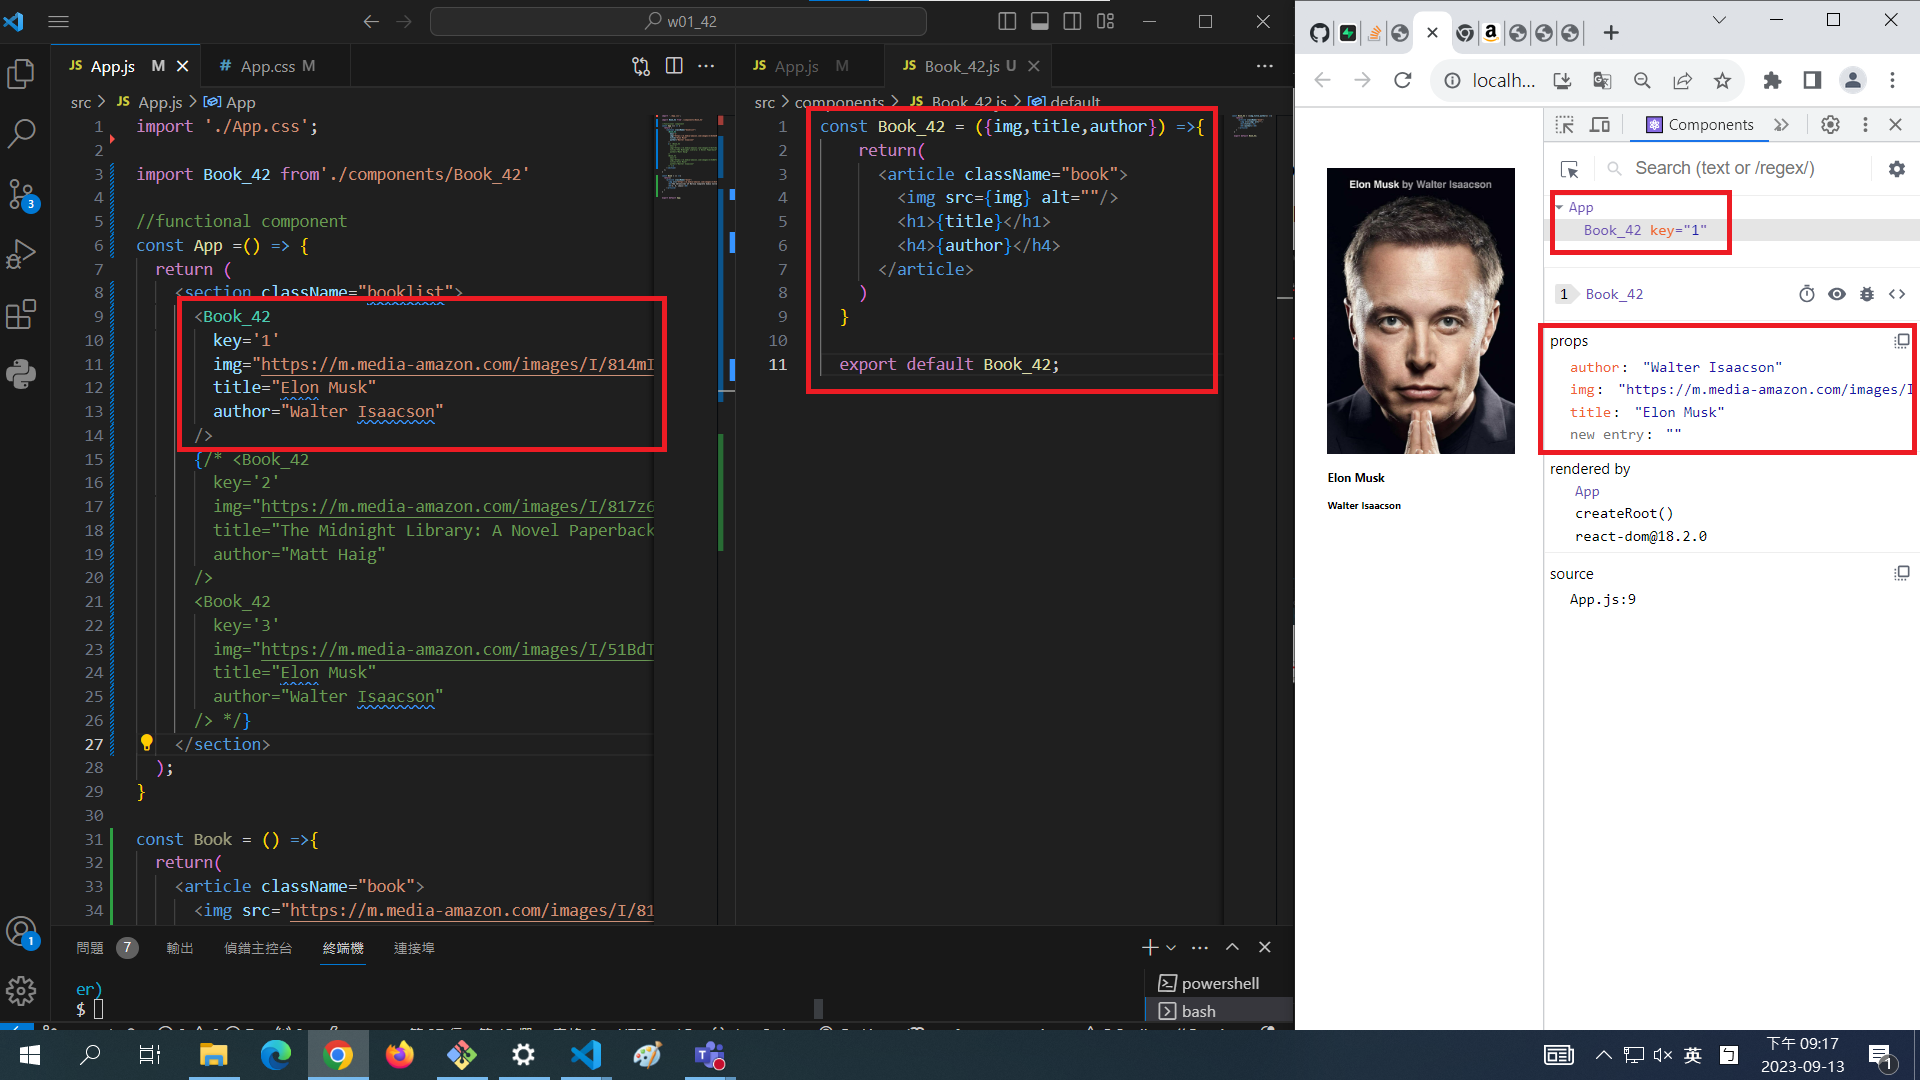 w01_42
JS App.js M
# App.css M
JS App.js M
JS Book_42.js U
src > JS App.js > App
src > components > JS Book_42.js > default
1 import './App.css';
2
3 import Book_42 from'./components/Book_42'
4
5 //functional component
6 const App =() => {
7 return (
8 <section className="booklist">
9 <Book_42
10 key='1'
11 img="https://m.media-amazon.com/images/I/814mI
12 title="Elon Musk"
13 author="Walter Isaacson"
14 />
15 {/* <Book_42
16 key='2'
17 img="https://m.media-amazon.com/images/I/817z6
18 title="The Midnight Library: A Novel Paperback
19 author="Matt Haig"
20 />
21 <Book_42
22 key='3'
23 img="https://m.media-amazon.com/images/I/51BdT
24 title="Elon Musk"
25 author="Walter Isaacson"
26 /> */}
27 </section>
28 );
29 }
30
31 const Book = () =>{
32 return(
33 <article className="book">
34 <img src="https://m.media-amazon.com/images/I/81
1 const Book_42 = ({img,title,author}) =>{
2 return(
3 <article className="book">
4 <img src={img} alt=""/>
5 <h1>{title}</h1>
6 <h4>{author}</h4>
7 </article>
8 )
9 }
10
11 export default Book_42;
3
1
問題 7 輸出 偵錯主控台 終端機 連接埠
er)
$
powershell
bash
localh...
Components
Search (text or /regex/)
App
Book_42 key="1"
1 Book_42
props
author: "Walter Isaacson"
img: "https://m.media-amazon.com/images/I
title: "Elon Musk"
new entry: ""
rendered by
App
createRoot()
react-dom@18.2.0
source
App.js:9
Elon Musk by Walter Isaacson
Elon Musk
Walter Isaacson
英
下午 09:17
2023-09-13
1